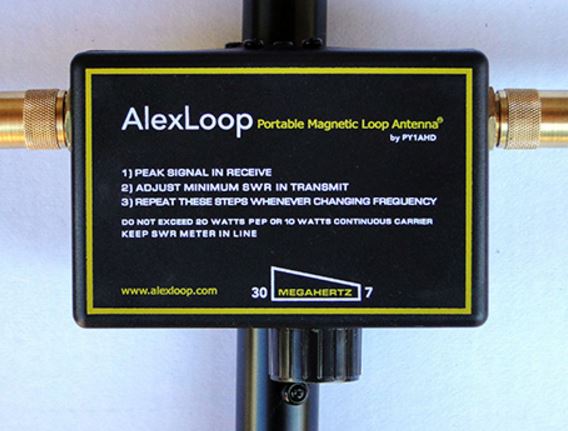 AlexLoop Portable Magnetic Loop Antenna®
by PY1AHD
1) PEAK SIGNAL IN RECEIVE
2) ADJUST MINIMUM SWR IN TRANSMIT
3) REPEAT THESE STEPS WHENEVER CHANGING FREQUENCY
DO NOT EXCEED 20 WATTS PEP OR 10 WATTS CONTINUOUS CARRIER
KEEP SWR METER IN LINE
www.alexloop.com 30 MEGAHERTZ 7